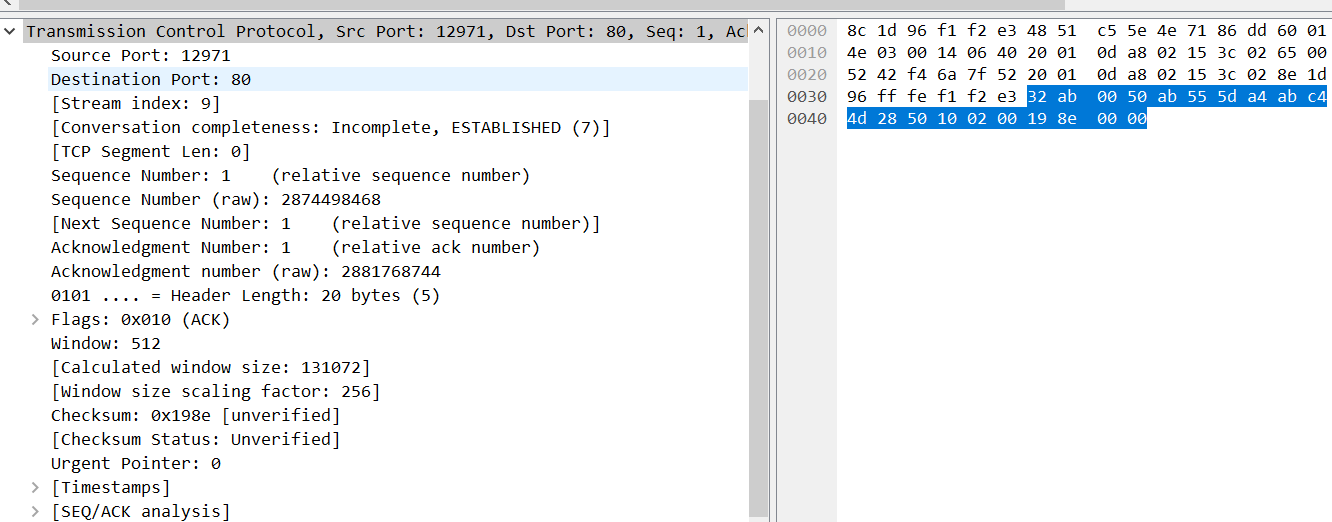 Transmission Control Protocol, Src Port: 12971, Dst Port: 80, Seq: 1, Ac
Source Port: 12971
Destination Port: 80
[Stream index: 9]
[Conversation completeness: Incomplete, ESTABLISHED (7)]
[TCP Segment Len: 0]
Sequence Number: 1    (relative sequence number)
Sequence Number (raw): 2874498468
[Next Sequence Number: 1    (relative sequence number)]
Acknowledgment Number: 1    (relative ack number)
Acknowledgment number (raw): 2881768744
0101 .... = Header Length: 20 bytes (5)
Flags: 0x010 (ACK)
Window: 512
[Calculated window size: 131072]
[Window size scaling factor: 256]
Checksum: 0x198e [unverified]
[Checksum Status: Unverified]
Urgent Pointer: 0
[Timestamps]
[SEQ/ACK analysis]
0000 8c 1d 96 f1 f2 e3 48 51 c5 5e 4e 71 86 dd 60 01
0010 4e 03 00 14 06 40 20 01 0d a8 02 15 3c 02 65 00
0020 52 42 f4 6a 7f 52 20 01 0d a8 02 15 3c 02 8e 1d
0030 96 ff fe f1 f2 e3 32 ab 00 50 ab 55 5d a4 ab c4
0040 4d 28 50 10 02 00 19 8e 00 00